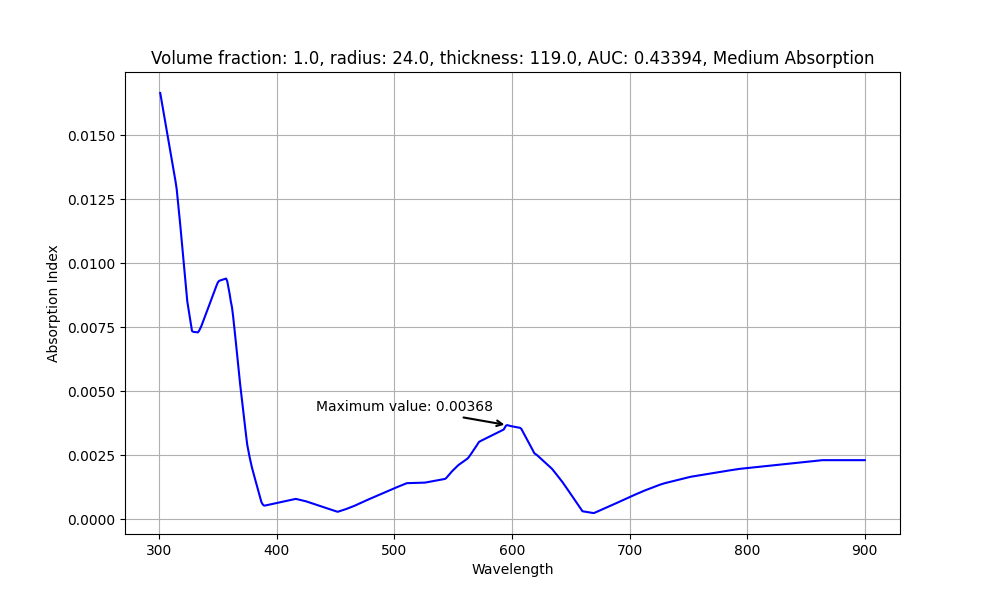 Volume fraction: 1.0, radius: 24.0, thickness: 119.0, AUC: 0.43394, Medium Absorption
0.0150
0.0125
0.0100
0.0075
0.0050
0.0025
0.0000
Absorption Index
Maximum value: 0.00368
300 400 500 600 700 800 900
Wavelength